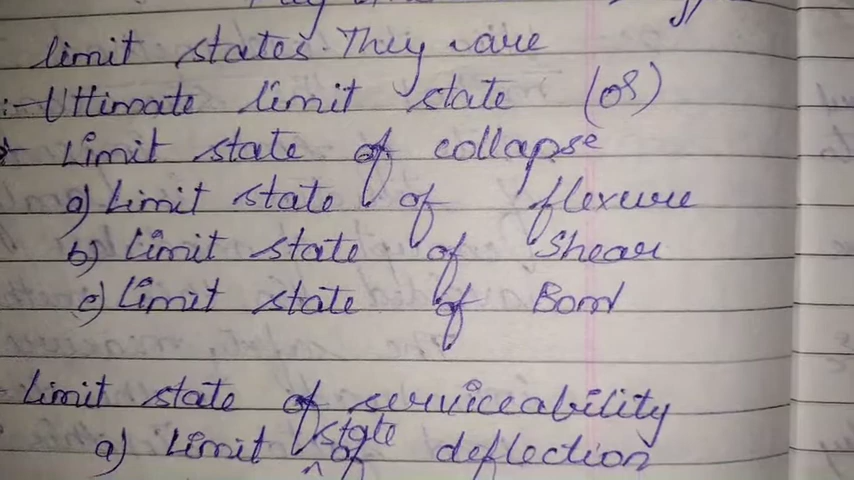 limit states. They are
:- Ultimate limit state (or)
- Limit state of collapse
a) Limit state of flexure
b) Limit state of Shear
c) Limit state of Bond
Limit state of serviceability
a) Limit state of deflection